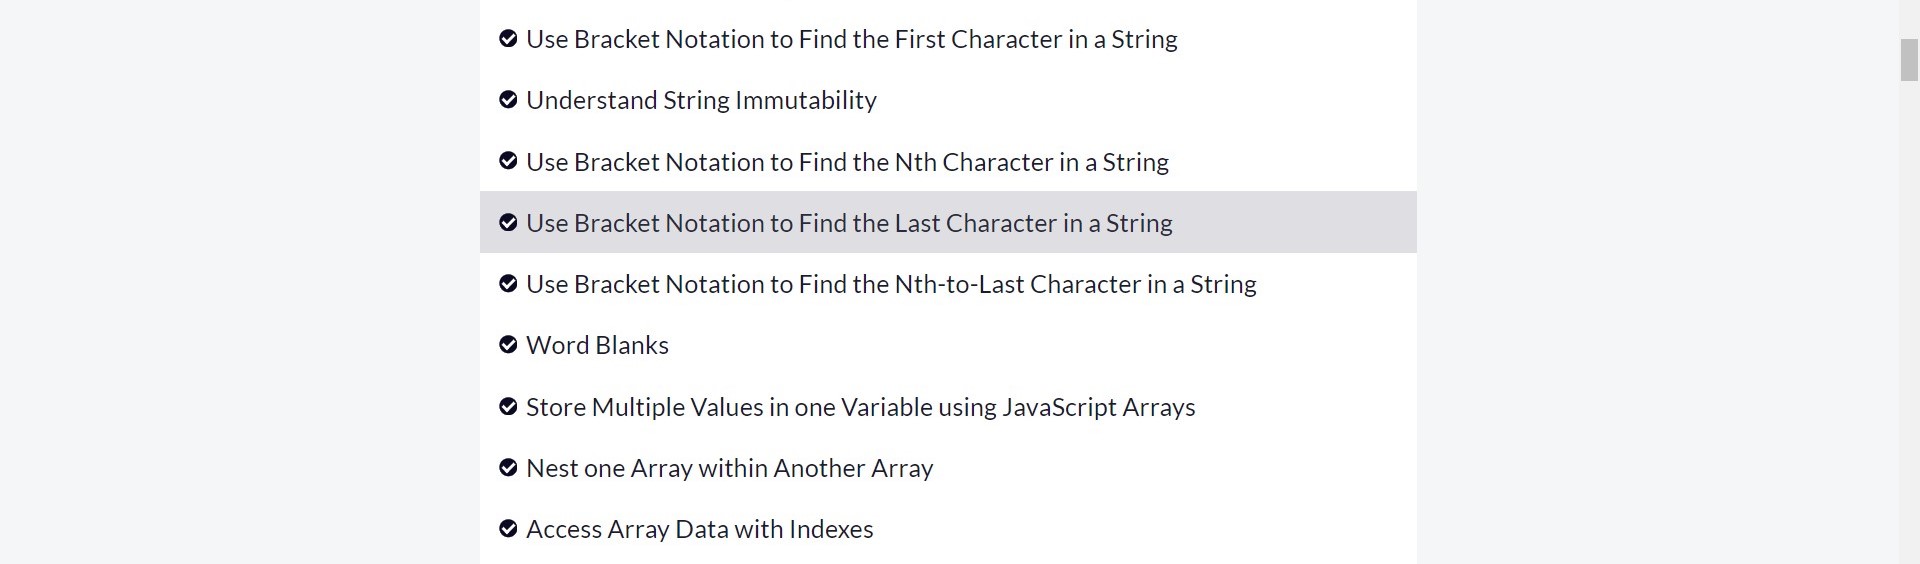 Use Bracket Notation to Find the First Character in a String
Understand String Immutability
Use Bracket Notation to Find the Nth Character in a String
Use Bracket Notation to Find the Last Character in a String
Use Bracket Notation to Find the Nth-to-Last Character in a String
Word Blanks
Store Multiple Values in one Variable using JavaScript Arrays
Nest one Array within Another Array
Access Array Data with Indexes